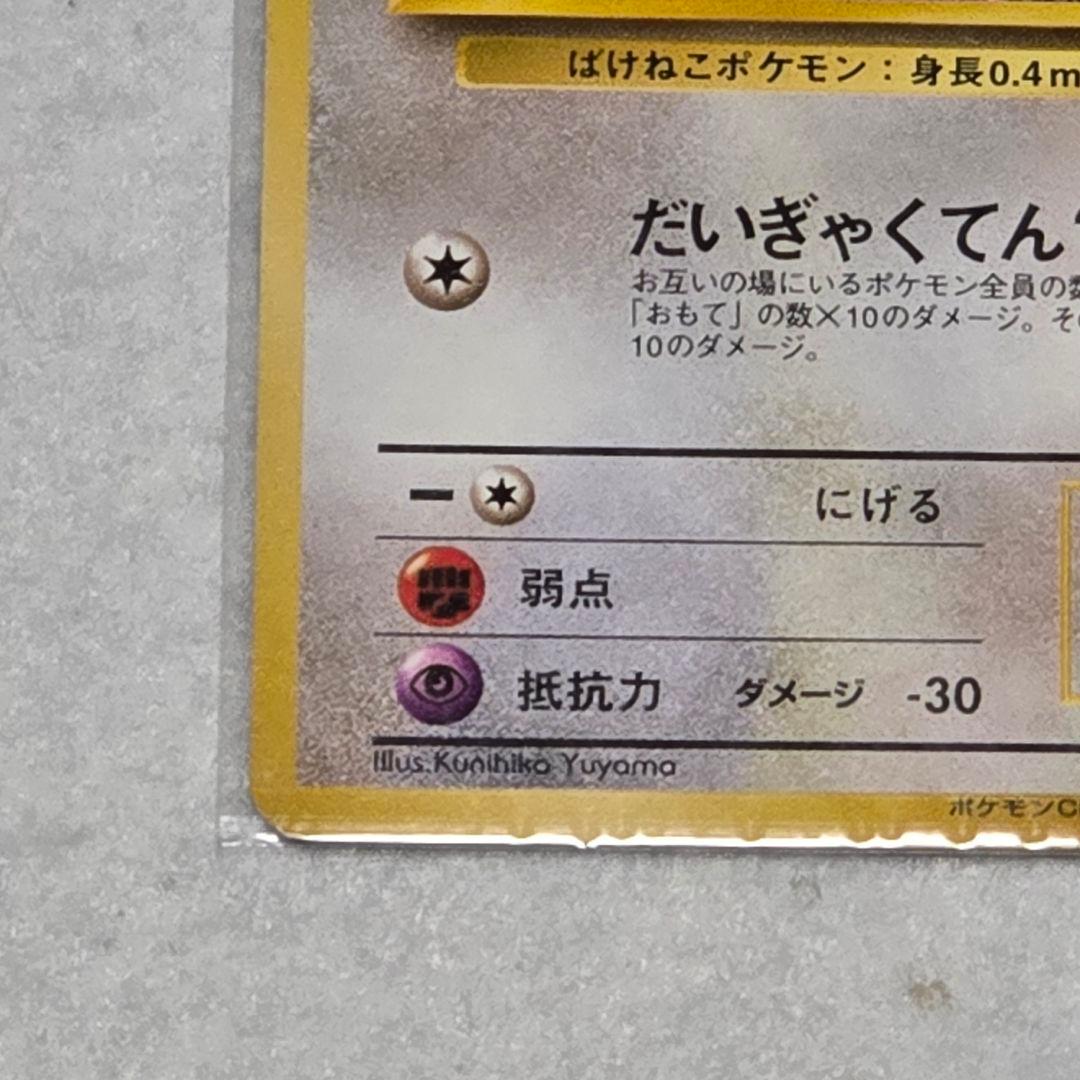 ばけねこポケモン：身長0.4m
だいぎゃくてん
お互いの場にいるポケモン全員の数
「おもて」の数×10のダメージ。そ
10のダメージ。
−
にげる
弱点
抵抗力 ダメージ -30
Illus.Kunihiko Yuyama
ポケモンC